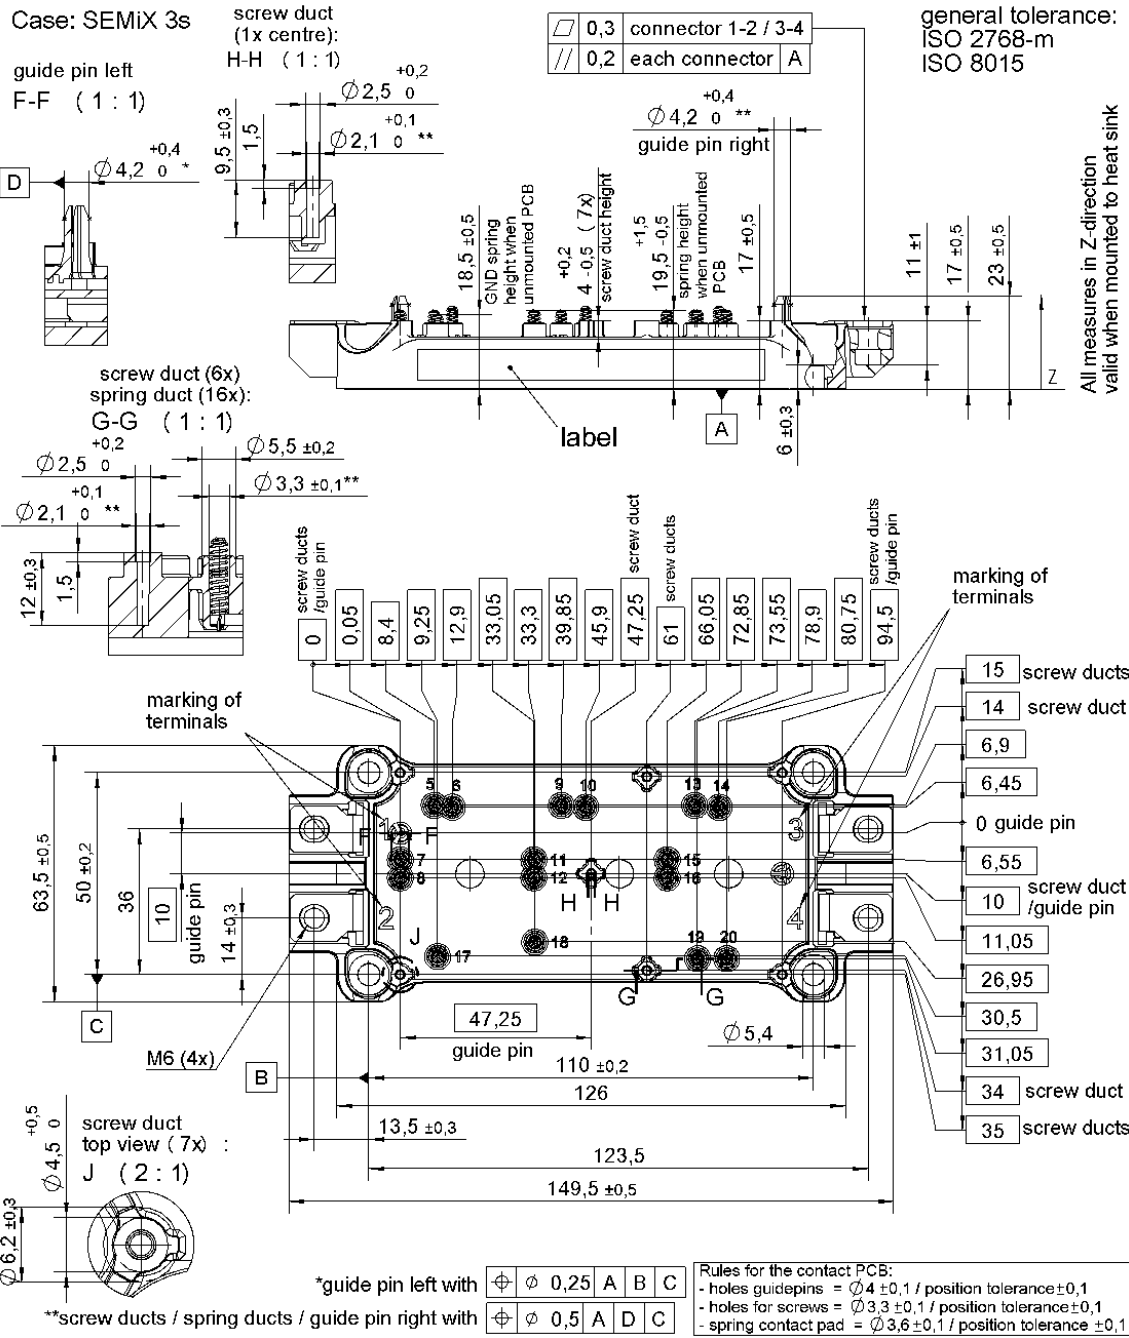 Case: SEMiX 3s
screw duct
(1x centre):
H-H ( 1 : 1 )
guide pin left
F-F ( 1 : 1 )
0,3 connector 1-2 / 3-4
// 0,2 each connector A
general tolerance:
ISO 2768-m
ISO 8015
D
Ø4,2 +0,4 0 *
9,5 ±0,3
1,5
Ø2,5 +0,2 0
Ø2,1 +0,1 0 **
Ø4,2 +0,4 0 **
guide pin right
18,5 ±0,5
GND spring
height when
unmounted PCB
4 +0,2 -0,5 (7x)
screw duct height
19,5 +1,5 -0,5
spring height
when unmounted
PCB
17 ±0,5
11 ±1
17 ±0,5
23 ±0,5
Z
All measures in Z-direction
valid when mounted to heat sink
label
A
6 ±0,3
screw duct (6x)
spring duct (16x):
G-G ( 1 : 1 )
Ø2,5 +0,2 0
Ø5,5 ±0,2
Ø2,1 +0,1 0 **
Ø3,3 ±0,1**
12 ±0,3
1,5
screw ducts
/guide pin
screw duct
screw ducts
screw ducts
/guide pin
0
0,05
8,4
9,25
12,9
33,05
33,3
39,85
45,9
47,25
61
66,05
72,85
73,55
78,9
80,75
94,5
marking of
terminals
marking of
terminals
15 screw ducts
14 screw duct
6,9
6,45
0 guide pin
6,55
10 screw duct
/guide pin
11,05
26,95
30,5
31,05
34 screw duct
35 screw ducts
63,5 ±0,5
50 ±0,2
36
10
guide pin
14 ±0,3
5 6 9 10 13 14
1 F F 3
7 11 15
8 12 16
H H
2 4
J
17 18 19 20
G G
C
M6 (4x)
47,25
guide pin
Ø5,4
B
110 ±0,2
126
13,5 ±0,3
123,5
149,5 ±0,5
screw duct
top view ( 7x) :
J ( 2 : 1 )
Ø4,5 +0,5 0
Ø6,2 ±0,3
*guide pin left with ⌖ Ø 0,25 A B C
**screw ducts / spring ducts / guide pin right with ⌖ Ø 0,5 A D C
Rules for the contact PCB:
- holes guidepins = Ø4 ±0,1 / position tolerance±0,1
- holes for screws = Ø3,3 ±0,1 / position tolerance±0,1
- spring contact pad = Ø3,6 ±0,1 / position tolerance ±0,1